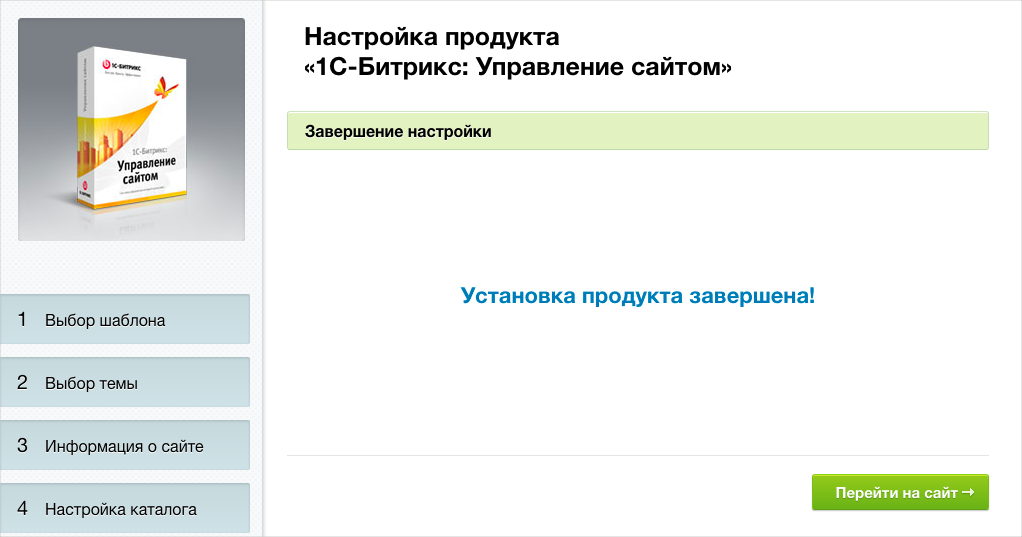 Настройка продукта
«1С-Битрикс: Управление сайтом»
Завершение настройки
Установка продукта завершена!
Перейти на сайт →
1С-БИТРИКС
1С-Битрикс:
Управление
сайтом
1 Выбор шаблона
2 Выбор темы
3 Информация о сайте
4 Настройка каталога